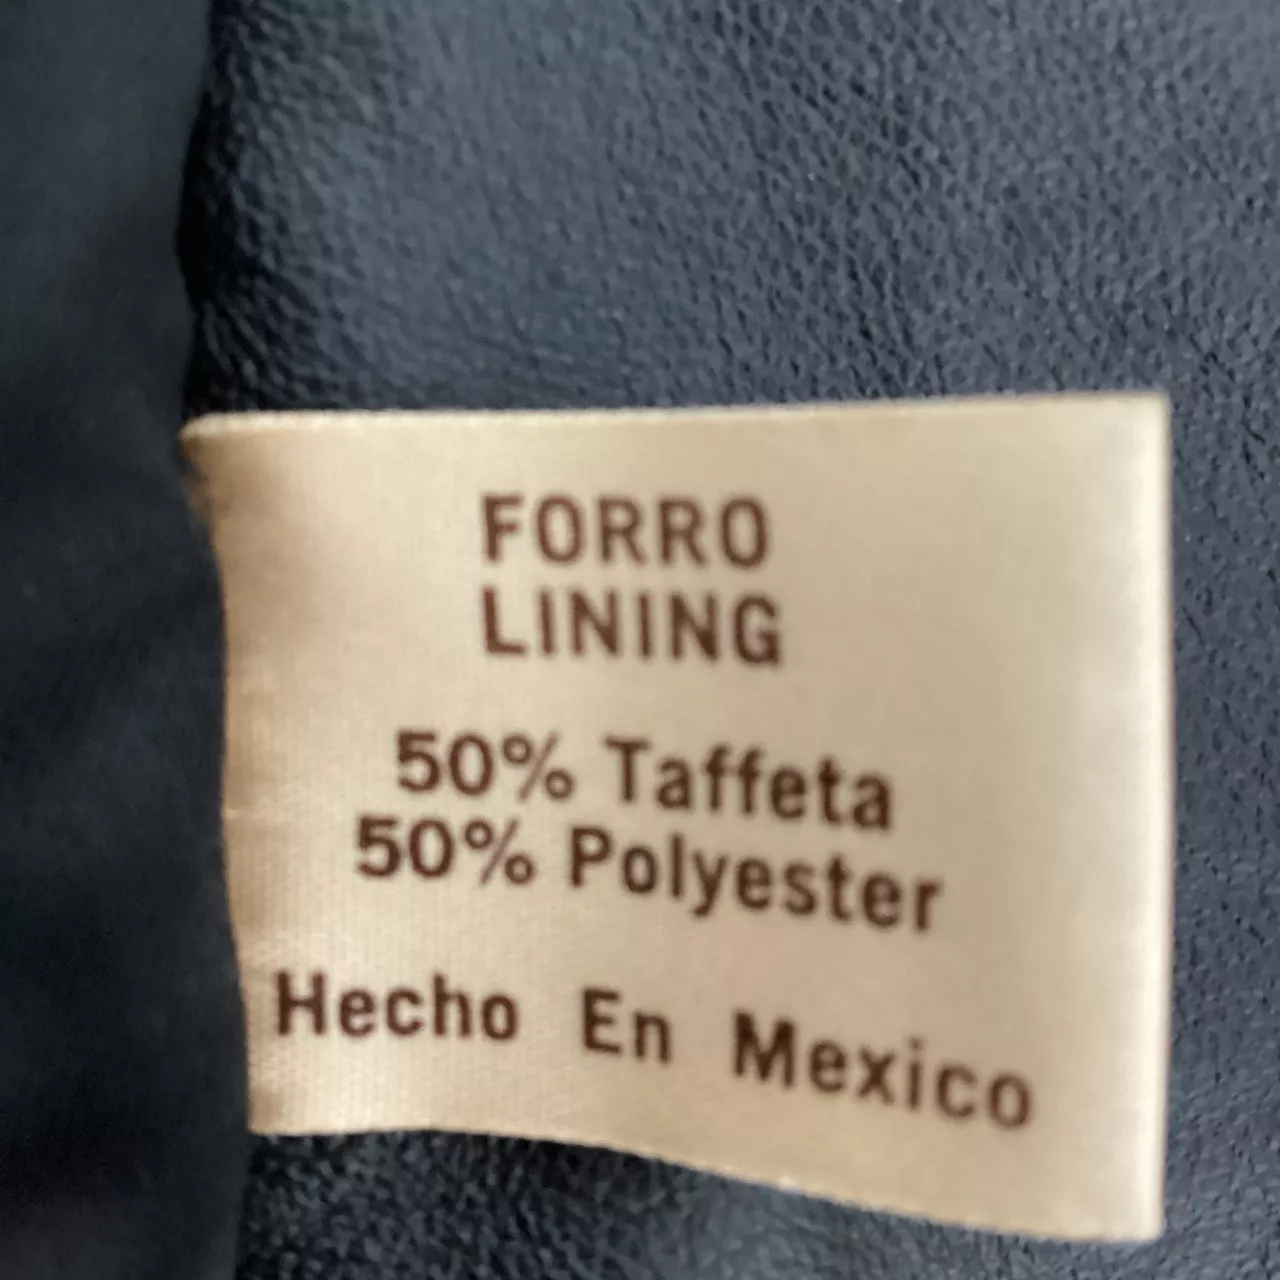 FORRO
LINING
50% Taffeta
50% Polyester
Hecho En Mexico